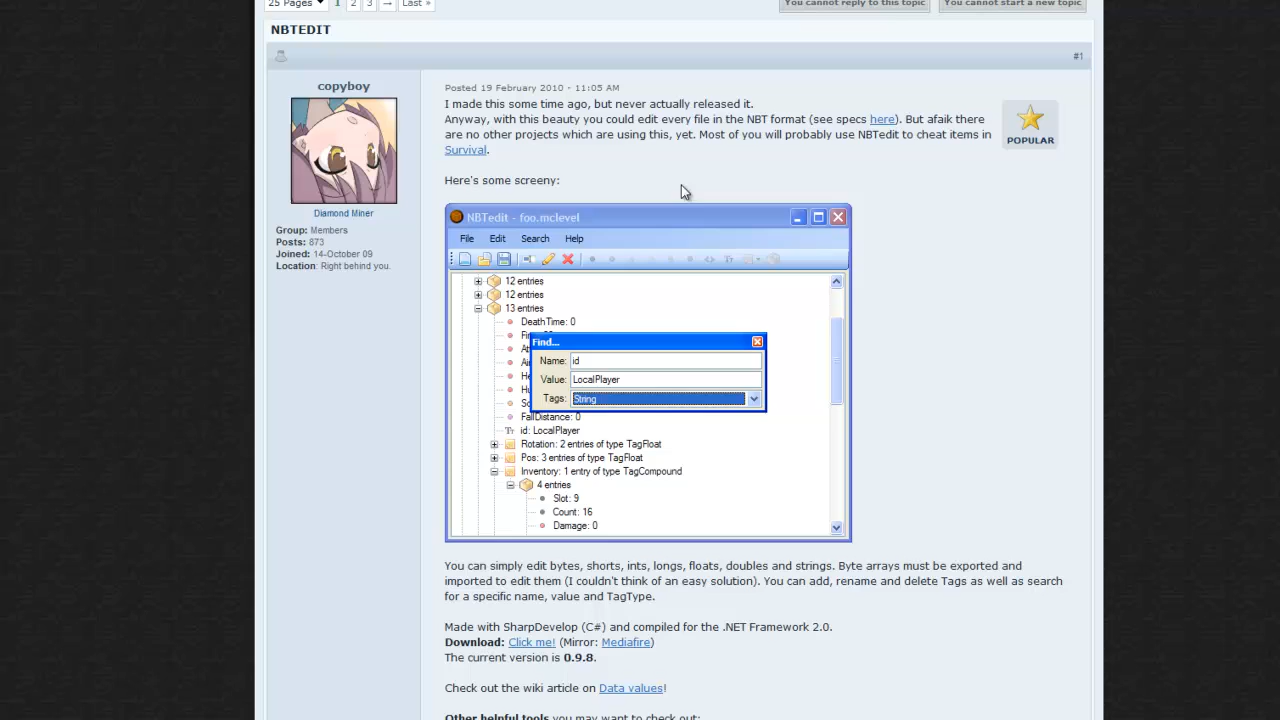 25 Pages 1 2 3 → Last »
You cannot reply to this topic
You cannot start a new topic
NBTEDIT
#1
copyboy
Diamond Miner
Group: Members
Posts: 873
Joined: 14-October 09
Location: Right behind you.
Posted 19 February 2010 - 11:05 AM
I made this some time ago, but never actually released it.
Anyway, with this beauty you could edit every file in the NBT format (see specs here). But afaik there
are no other projects which are using this, yet. Most of you will probably use NBTedit to cheat items in
Survival.
POPULAR
Here's some screeny:
NBTedit - foo.mclevel
File Edit Search Help
12 entries
12 entries
13 entries
DeathTime: 0
Find...
Name: id
Value: LocalPlayer
Tags: String
FallDistance: 0
id: LocalPlayer
Rotation: 2 entries of type TagFloat
Pos: 3 entries of type TagFloat
Inventory: 1 entry of type TagCompound
4 entries
Slot: 9
Count: 16
Damage: 0
You can simply edit bytes, shorts, ints, longs, floats, doubles and strings. Byte arrays must be exported and
imported to edit them (I couldn't think of an easy solution). You can add, rename and delete Tags as well as search
for a specific name, value and TagType.
Made with SharpDevelop (C#) and compiled for the .NET Framework 2.0.
Download: Click me! (Mirror: Mediafire)
The current version is 0.9.8.
Check out the wiki article on Data values!
Other helpful tools you may want to check out: